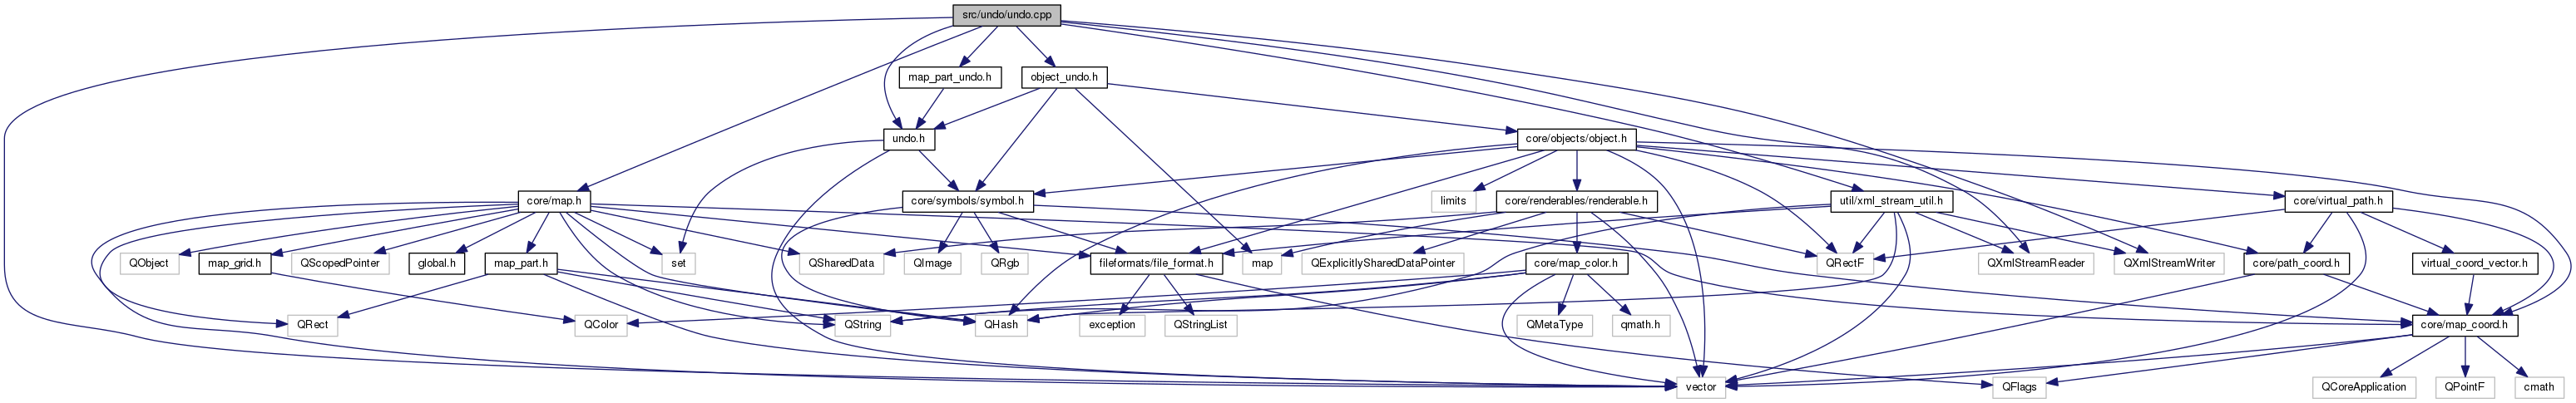 src/undo/undo.cpp
map_part_undo.h
object_undo.h
undo.h
core/objects/object.h
core/map.h
core/symbols/symbol.h
limits
core/renderables/renderable.h
util/xml_stream_util.h
core/virtual_path.h
QObject
map_grid.h
QScopedPointer
global.h
map_part.h
set
QSharedData
QImage
QRgb
fileformats/file_format.h
map
QExplicitlySharedDataPointer
core/map_color.h
QRectF
QXmlStreamReader
QXmlStreamWriter
core/path_coord.h
virtual_coord_vector.h
QRect
QColor
QString
QHash
exception
QStringList
QMetaType
qmath.h
core/map_coord.h
vector
QFlags
QCoreApplication
QPointF
cmath